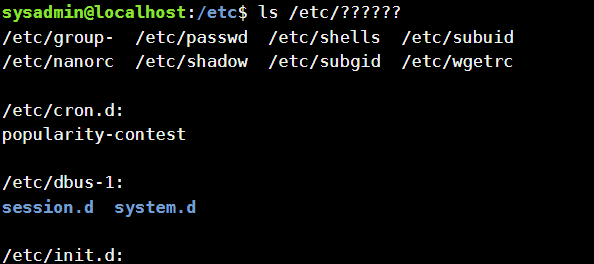 sysadmin@localhost:/etc$ ls /etc/??????
/etc/group-  /etc/passwd  /etc/shells  /etc/subuid
/etc/nanorc  /etc/shadow  /etc/subgid  /etc/wgetrc
/etc/cron.d:
popularity-contest
/etc/dbus-1:
session.d  system.d
/etc/init.d: